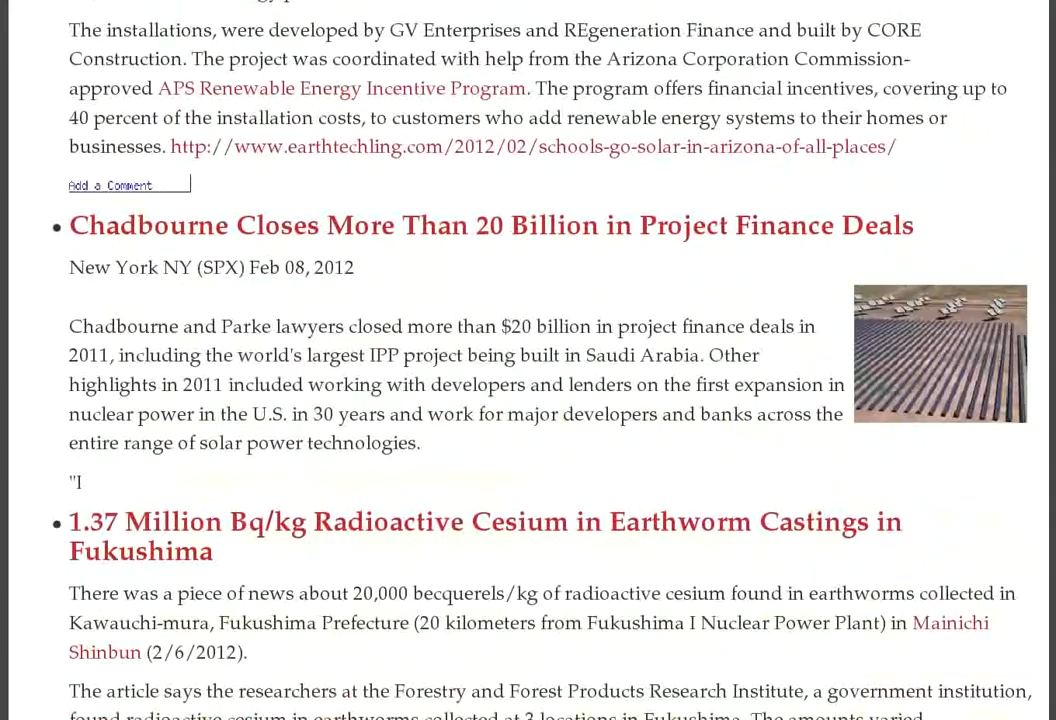 The installations, were developed by GV Enterprises and REgeneration Finance and built by CORE
Construction. The project was coordinated with help from the Arizona Corporation Commission-
approved APS Renewable Energy Incentive Program. The program offers financial incentives, covering up to
40 percent of the installation costs, to customers who add renewable energy systems to their homes or
businesses. http://www.earthtechling.com/2012/02/schools-go-solar-in-arizona-of-all-places/
Add a Comment
• Chadbourne Closes More Than 20 Billion in Project Finance Deals
New York NY (SPX) Feb 08, 2012
Chadbourne and Parke lawyers closed more than $20 billion in project finance deals in
2011, including the world's largest IPP project being built in Saudi Arabia. Other
highlights in 2011 included working with developers and lenders on the first expansion in
nuclear power in the U.S. in 30 years and work for major developers and banks across the
entire range of solar power technologies.
"I
• 1.37 Million Bq/kg Radioactive Cesium in Earthworm Castings in
Fukushima
There was a piece of news about 20,000 becquerels/kg of radioactive cesium found in earthworms collected in
Kawauchi-mura, Fukushima Prefecture (20 kilometers from Fukushima I Nuclear Power Plant) in Mainichi
Shinbun (2/6/2012).
The article says the researchers at the Forestry and Forest Products Research Institute, a government institution,
found radioactive cesium in earthworms collected at 3 locations in Fukushima. The amounts varied